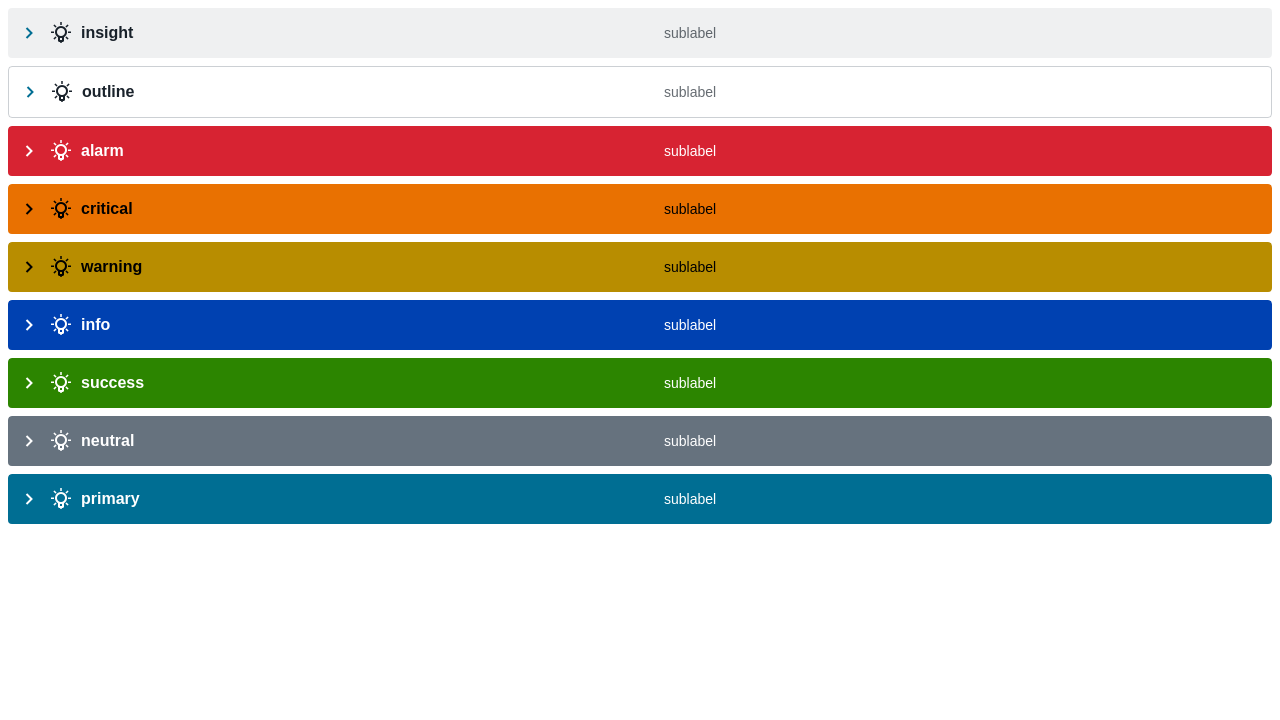 insight sublabel
outline sublabel
alarm sublabel
critical sublabel
warning sublabel
info sublabel
success sublabel
neutral sublabel
primary sublabel